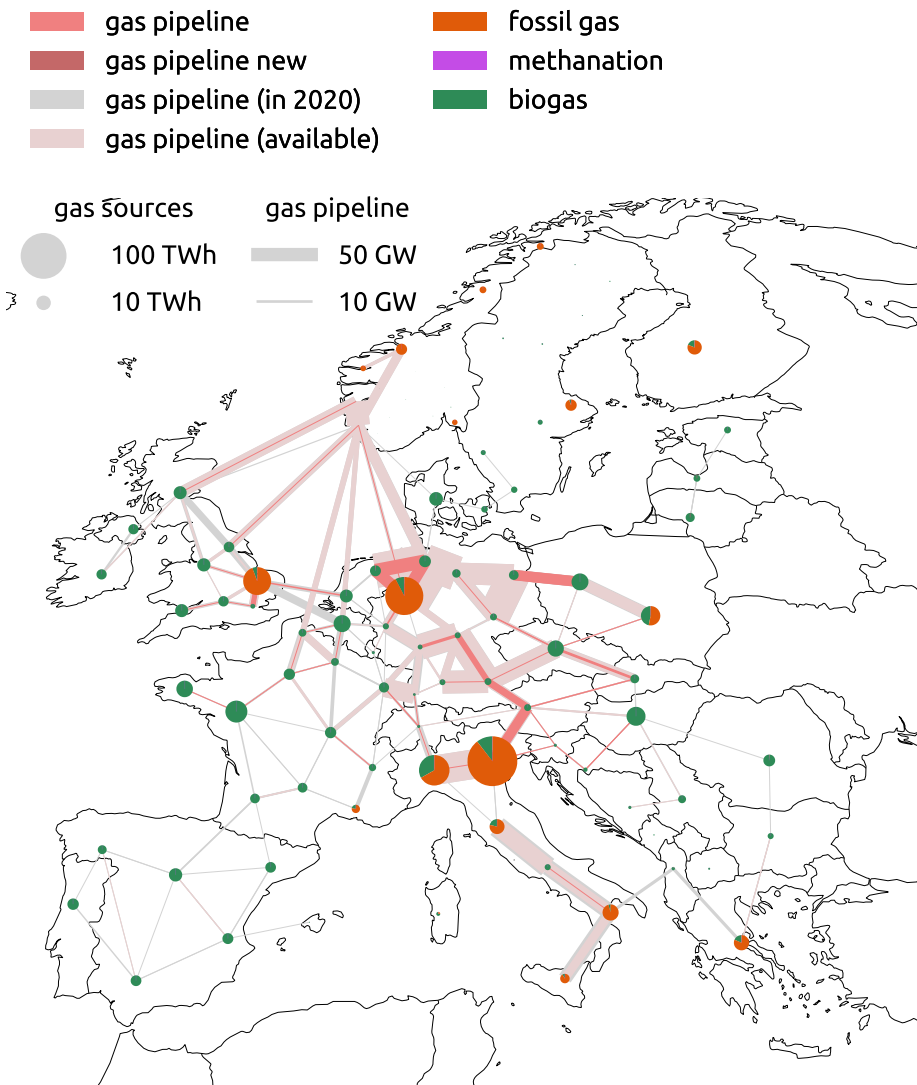 gas pipeline
gas pipeline new
gas pipeline (in 2020)
gas pipeline (available)
fossil gas
methanation
biogas
gas sources
100 TWh
10 TWh
gas pipeline
50 GW
10 GW